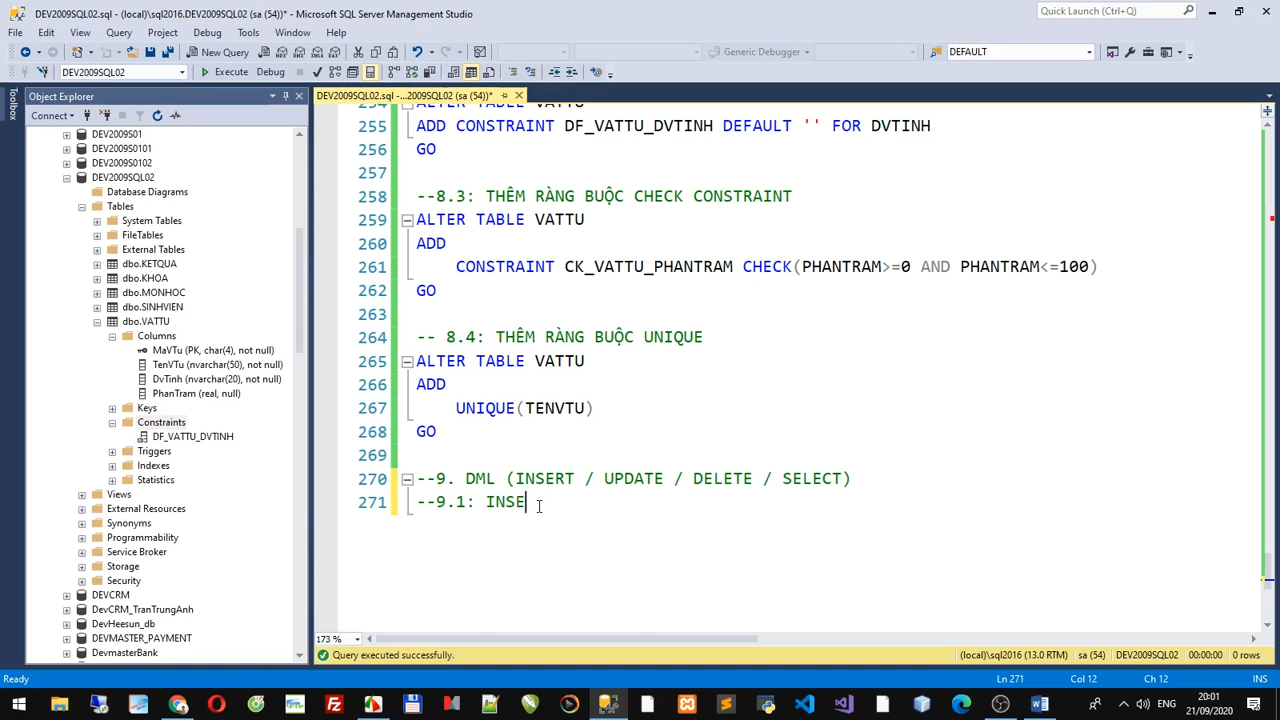 DEV2009SQL02.sql - (local)\sql2016.DEV2009SQL02 (sa (54))* - Microsoft SQL Server Management Studio
Quick Launch (Ctrl+Q)
File Edit View Query Project Debug Tools Window Help
New Query
Generic Debugger
DEFAULT
DEV2009SQL02
Execute Debug
Toolbox
Object Explorer
Connect
DEV2009S01
DEV2009S0101
DEV2009S0102
DEV2009SQL02
Database Diagrams
Tables
System Tables
FileTables
External Tables
dbo.KETQUA
dbo.KHOA
dbo.MONHOC
dbo.SINHVIEN
dbo.VATTU
Columns
MaVTu (PK, char(4), not null)
TenVTu (nvarchar(50), not null)
DvTinh (nvarchar(20), not null)
PhanTram (real, null)
Keys
Constraints
DF_VATTU_DVTINH
Triggers
Indexes
Statistics
Views
External Resources
Synonyms
Programmability
Service Broker
Storage
Security
DEVCRM
DevCRM_TranTrungAnh
DevHeesun_db
DEVMASTER_PAYMENT
DevmasterBank
DEV2009SQL02.sql -...2009SQL02 (sa (54))*
254 ALTER TABLE VATTU
255 ADD CONSTRAINT DF_VATTU_DVTINH DEFAULT '' FOR DVTINH
256 GO
257
258 --8.3: THÊM RÀNG BUỘC CHECK CONSTRAINT
259 ALTER TABLE VATTU
260 ADD
261 CONSTRAINT CK_VATTU_PHANTRAM CHECK(PHANTRAM>=0 AND PHANTRAM<=100)
262 GO
263
264 -- 8.4: THÊM RÀNG BUỘC UNIQUE
265 ALTER TABLE VATTU
266 ADD
267 UNIQUE(TENVTU)
268 GO
269
270 --9. DML (INSERT / UPDATE / DELETE / SELECT)
271 --9.1: INSE
173 %
Query executed successfully.
(local)\sql2016 (13.0 RTM) sa (54) DEV2009SQL02 00:00:00 0 rows
Ready
Ln 271 Col 12 Ch 12 INS
ENG
20:01
21/09/2020